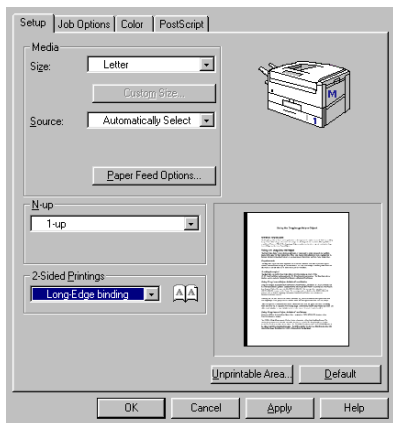 Setup Job Options Color PostScript
Media
Size: Letter
Custom Size...
Source: Automatically Select
M
1
Paper Feed Options...
N-up
1-up
2-Sided Printings
Long-Edge binding A A
Unprintable Area... Default
OK Cancel Apply Help